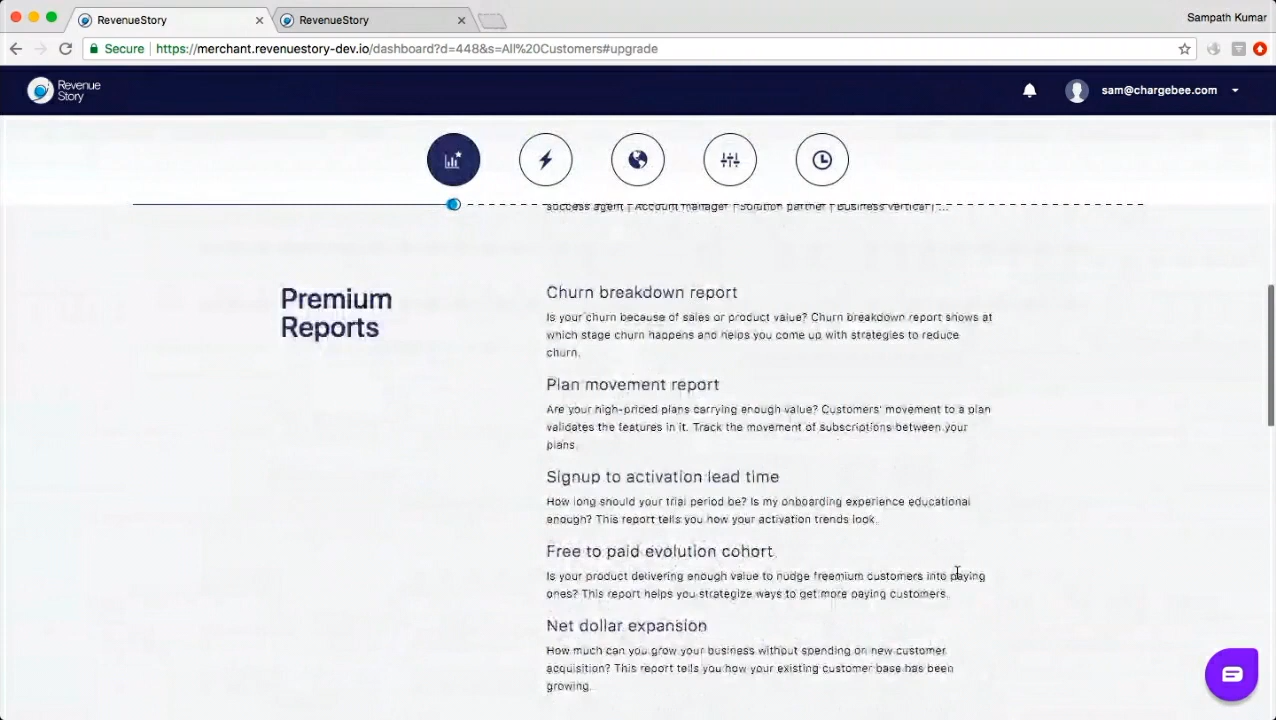 RevenueStory
RevenueStory
Sampath Kumar
Secure https://merchant.revenuestory-dev.io/dashboard?d=448&s=All%20Customers#upgrade
Revenue
Story
sam@chargebee.com
success agent | Account manager | Solution partner | Business vertical | ...
Premium
Reports
Churn breakdown report
Is your churn because of sales or product value? Churn breakdown report shows at
which stage churn happens and helps you come up with strategies to reduce
churn.
Plan movement report
Are your high-priced plans carrying enough value? Customers' movement to a plan
validates the features in it. Track the movement of subscriptions between your
plans.
Signup to activation lead time
How long should your trial period be? Is my onboarding experience educational
enough? This report tells you how your activation trends look.
Free to paid evolution cohort
Is your product delivering enough value to nudge freemium customers into paying
ones? This report helps you strategize ways to get more paying customers.
Net dollar expansion
How much can you grow your business without spending on new customer
acquisition? This report tells you how your existing customer base has been
growing.